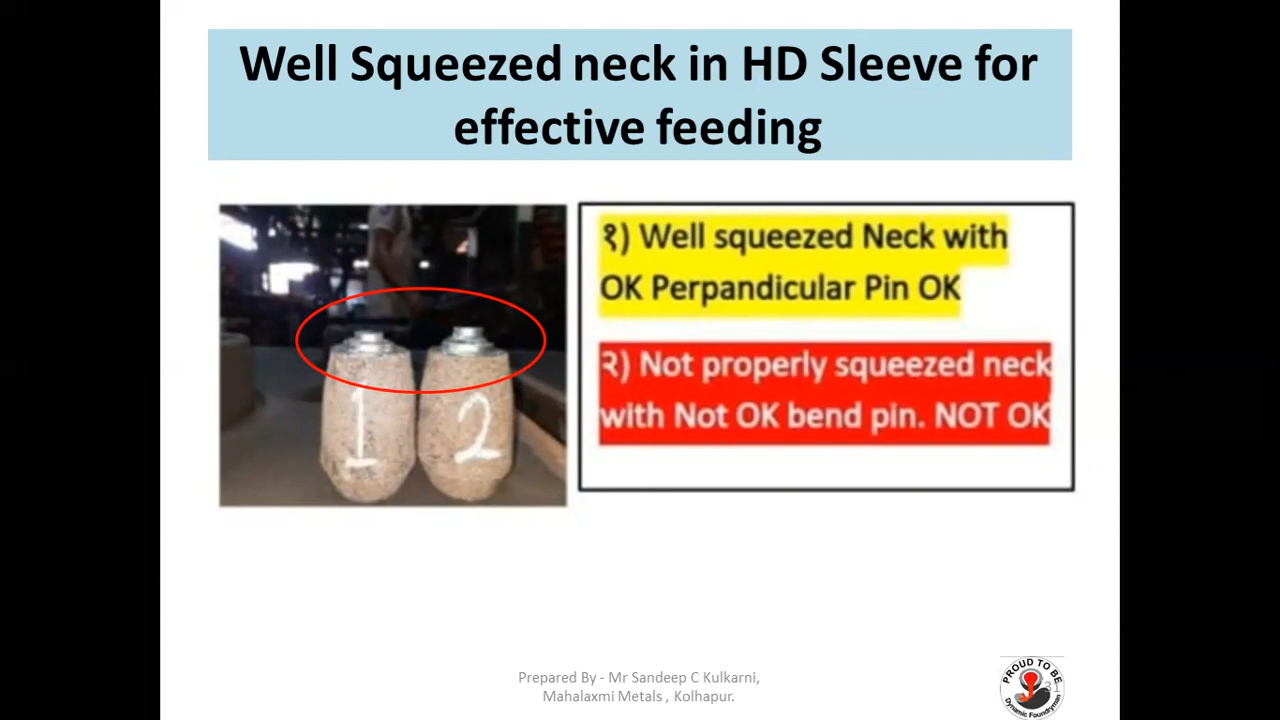 Well Squeezed neck in HD Sleeve for
effective feeding
१) Well squeezed Neck with
OK Perpandicular Pin OK
२) Not properly squeezed neck
with Not OK bend pin. NOT OK
1
2
Prepared By - Mr Sandeep C Kulkarni,
Mahalaxmi Metals , Kolhapur.
PROUD TO BE
Dynamic Foundryman